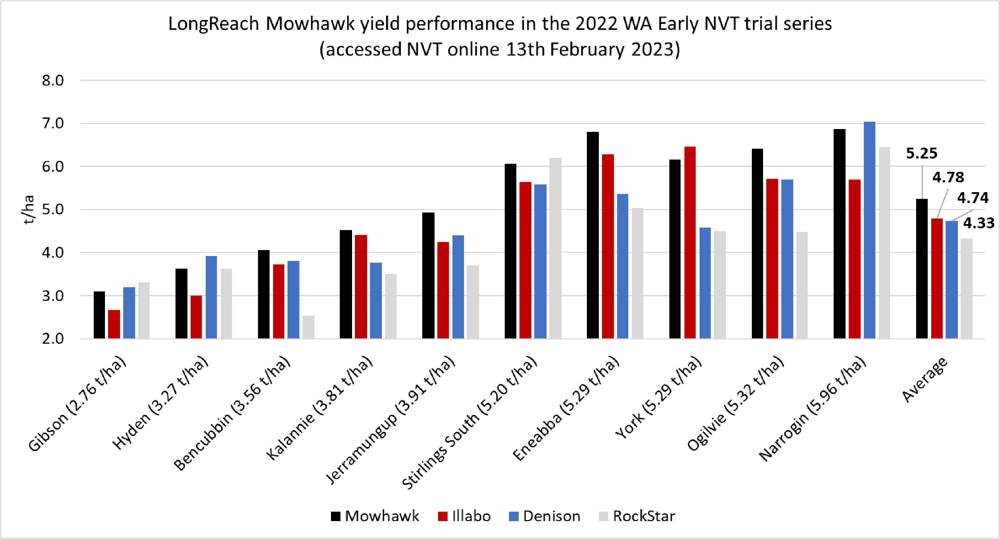 LongReach Mowhawk yield performance in the 2022 WA Early NVT trial series
(accessed NVT online 13th February 2023)
t/ha
8.0
7.0
6.0
5.0
4.0
3.0
2.0
5.25
4.78
4.74
4.33
Gibson (2.76 t/ha)
Hyden (3.27 t/ha)
Bencubbin (3.56 t/ha)
Kalannie (3.81 t/ha)
Jerramungup (3.91 t/ha)
Stirlings South (5.20 t/ha)
Eneabba (5.29 t/ha)
York (5.29 t/ha)
Ogilvie (5.32 t/ha)
Narrogin (5.96 t/ha)
Average
Mowhawk Illabo Denison RockStar